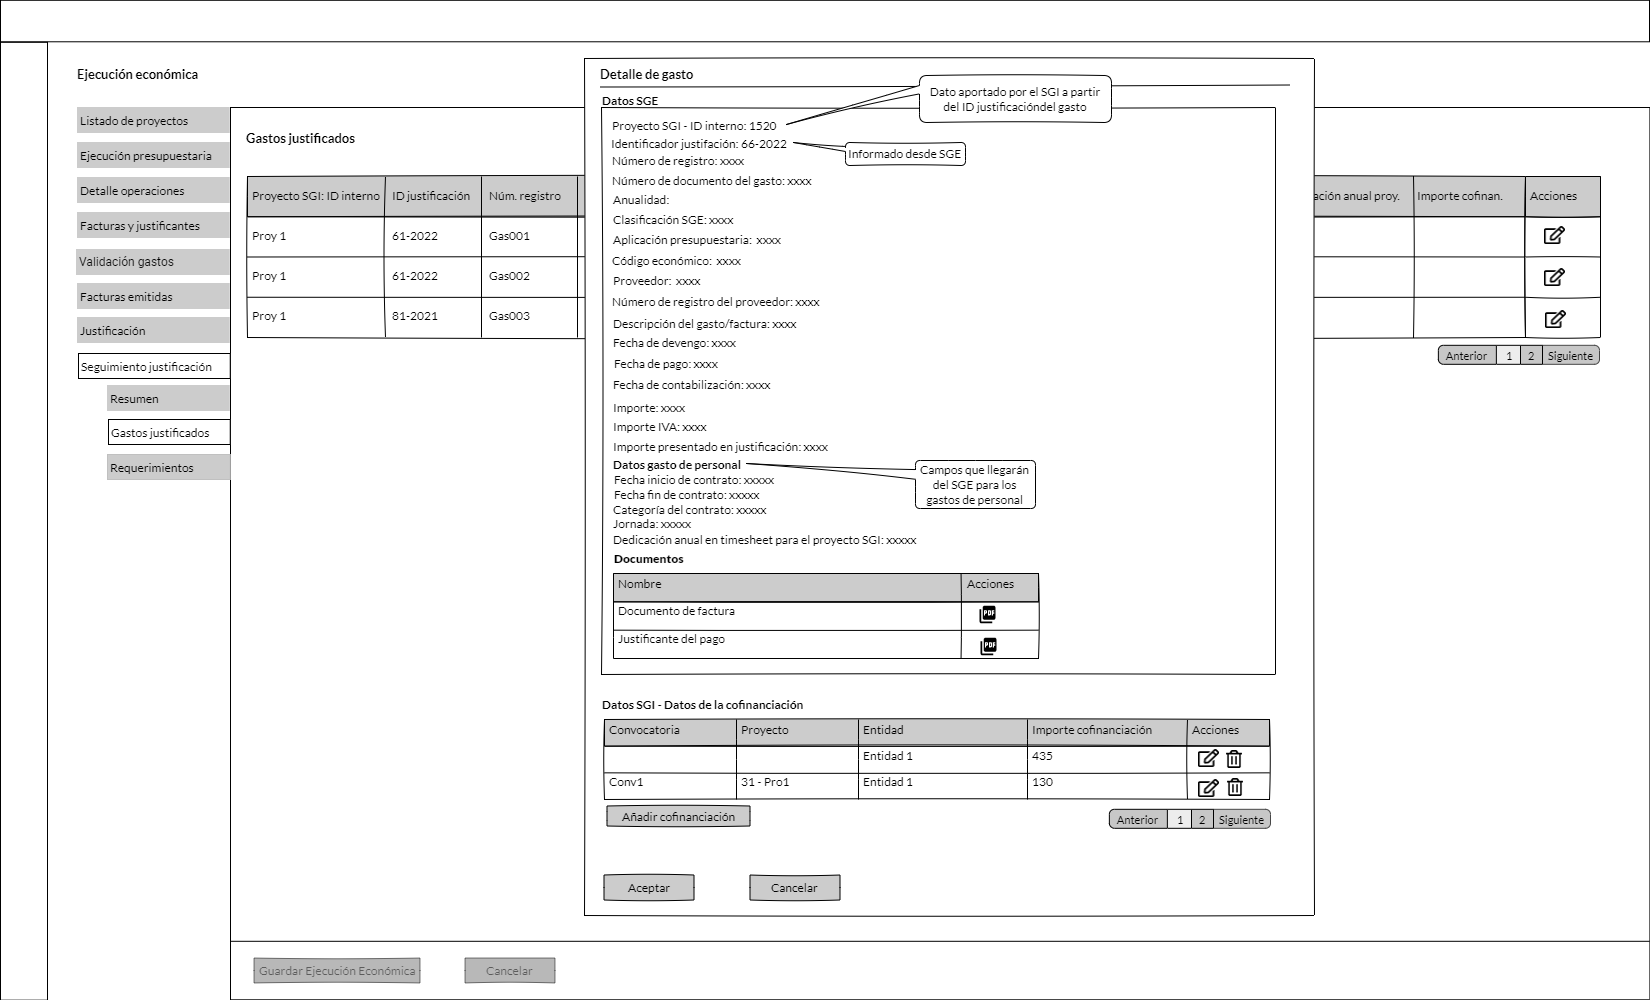 Ejecución económica
Listado de proyectos
Ejecución presupuestaria
Detalle operaciones
Facturas y justificantes
Validación gastos
Facturas emitidas
Justificación
Seguimiento justificación
Resumen
Gastos justificados
Requerimientos
Gastos justificados
Proyecto SGI: ID interno ID justificación Núm. registro
Proy 1 61-2022 Gas001
Proy 1 61-2022 Gas002
Proy 1 81-2021 Gas003
ación anual proy. Importe cofinan. Acciones
Anterior 1 2 Siguiente
Detalle de gasto
Datos SGE
Dato aportado por el SGI a partir
del ID justificacióndel gasto
Proyecto SGI - ID interno: 1520
Identificador justifación: 66-2022
Informado desde SGE
Número de registro: xxxx
Número de documento del gasto: xxxx
Anualidad:
Clasificación SGE: xxxx
Aplicación presupuestaria: xxxx
Código económico: xxxx
Proveedor: xxxx
Número de registro del proveedor: xxxx
Descripción del gasto/factura: xxxx
Fecha de devengo: xxxx
Fecha de pago: xxxx
Fecha de contabilización: xxxx
Importe: xxxx
Importe IVA: xxxx
Importe presentado en justificación: xxxx
Datos gasto de personal
Campos que llegarán
del SGE para los
gastos de personal
Fecha inicio de contrato: xxxxx
Fecha fin de contrato: xxxxx
Categoría del contrato: xxxxx
Jornada: xxxxx
Dedicación anual en timesheet para el proyecto SGI: xxxxx
Documentos
Nombre Acciones
Documento de factura PDF
Justificante del pago PDF
Datos SGI - Datos de la cofinanciación
Convocatoria Proyecto Entidad Importe cofinanciación Acciones
Entidad 1 435
Conv1 31 - Pro1 Entidad 1 130
Añadir cofinanciación
Anterior 1 2 Siguiente
Aceptar Cancelar
Guardar Ejecución Económica Cancelar